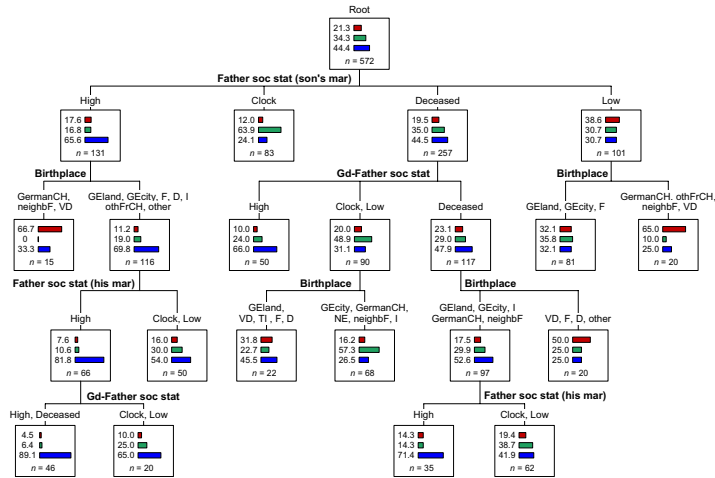 Root
21.3
34.3
44.4
n = 572
Father soc stat (son's mar)
High
17.6
16.8
65.6
n = 131
Clock
12.0
63.9
24.1
n = 83
Deceased
19.5
35.0
44.5
n = 257
Low
38.6
30.7
30.7
n = 101
Birthplace
Gd-Father soc stat
Birthplace
GermanCH,
neighbF, VD
66.7
0
33.3
n = 15
GEland, GEcity, F, D, I
othFrCH, other
11.2
19.0
69.8
n = 116
High
10.0
24.0
66.0
n = 50
Clock, Low
20.0
48.9
31.1
n = 90
Deceased
23.1
29.0
47.9
n = 117
GEland, GEcity, F
32.1
35.8
32.1
n = 81
GermanCH. othFrCH,
neighbF, VD
65.0
10.0
25.0
n = 20
Father soc stat (his mar)
Birthplace
Birthplace
High
7.6
10.6
81.8
n = 66
Clock, Low
16.0
30.0
54.0
n = 50
GEland,
VD, TI , F, D
31.8
22.7
45.5
n = 22
GEcity, GermanCH,
NE, neighbF, I
16.2
57.3
26.5
n = 68
GEland, GEcity, I
GermanCH, neighbF
17.5
29.9
52.6
n = 97
VD, F, D, other
50.0
25.0
25.0
n = 20
Gd-Father soc stat
Father soc stat (his mar)
High, Deceased
4.5
6.4
89.1
n = 46
Clock, Low
10.0
25.0
65.0
n = 20
High
14.3
14.3
71.4
n = 35
Clock, Low
19.4
38.7
41.9
n = 62